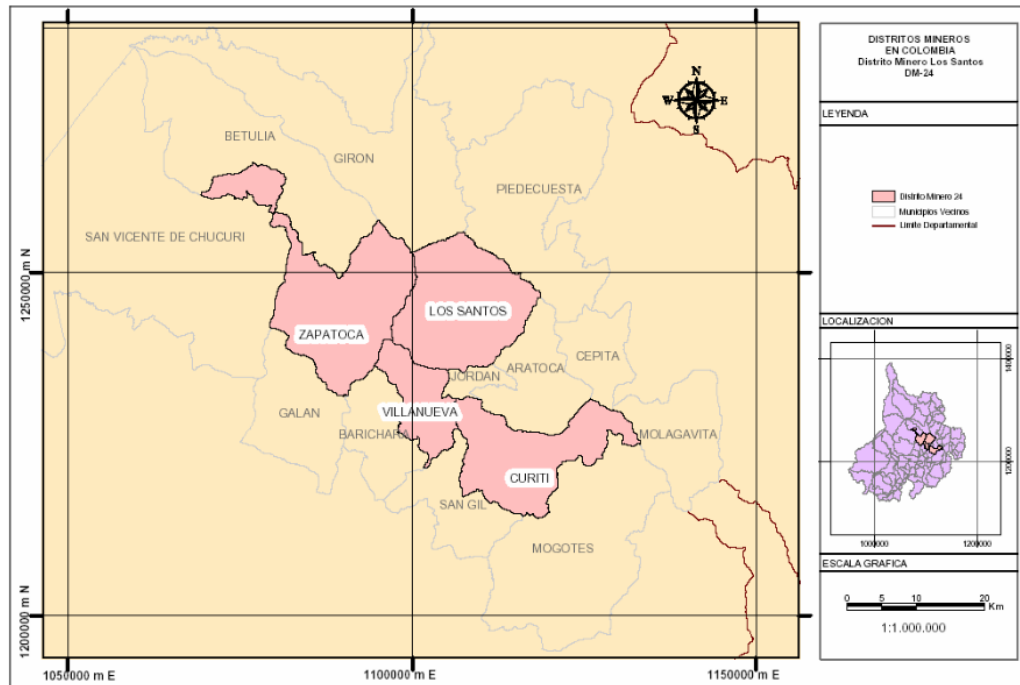 DISTRITOS MINEROS
EN COLOMBIA
Distrito Minero Los Santos
DM-24
LEYENDA
Distrito Minero 24
Municipios Vecinos
Limite Departamental
LOCALIZACION
1400000
1200000
1000000
1200000
ESCALA GRAFICA
0 5 10 20
Km
1:1.000.000
N
W E
S
BETULIA
GIRON
PIEDECUESTA
SAN VICENTE DE CHUCURI
LOS SANTOS
ZAPATOCA
CEPITA
ARATOCA
JORDAN
GALAN
VILLANUEVA
BARICHARA
MOLAGAVITA
CURITI
SAN GIL
MOGOTES
1250000 m N
1200000 m N
1050000 m E
1100000 m E
1150000 m E